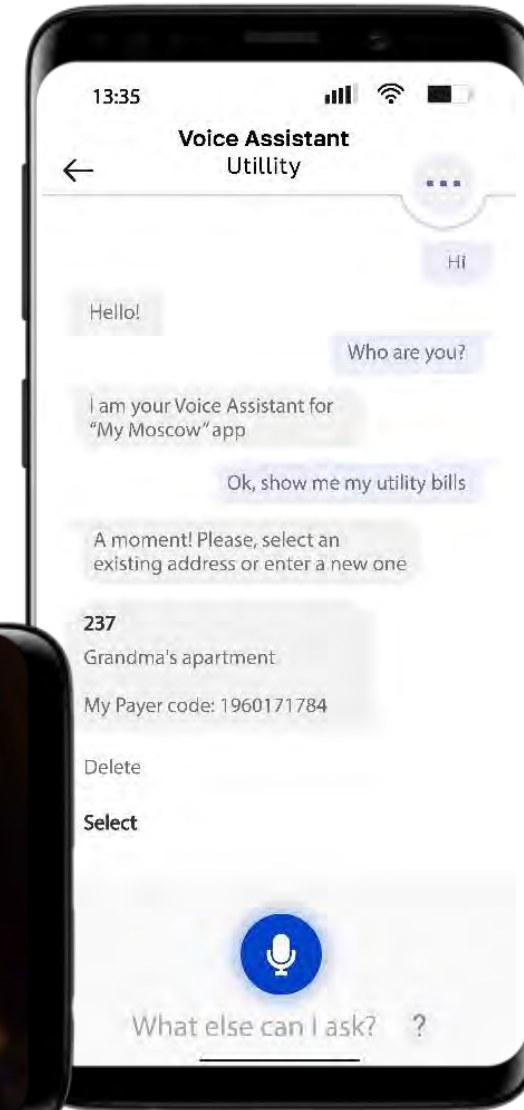 13:35
Voice Assistant
Utillity
Hi
Hello!
Who are you?
I am your Voice Assistant for
“My Moscow” app
Ok, show me my utility bills
A moment! Please, select an
existing address or enter a new one
237
Grandma's apartment
My Payer code: 1960171784
Delete
Select
What else can I ask? ?